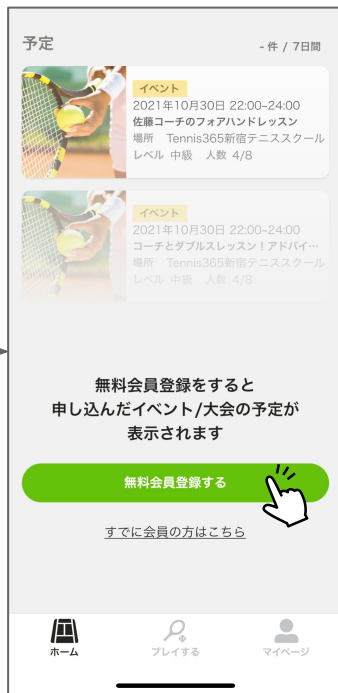 予定
- 件 / 7日間
イベント
2021年10月30日 22:00~24:00
佐藤コーチのフォアハンドレッスン
場所 Tennis365新宿テニススクール
レベル 中級 人数 4/8
イベント
2021年10月30日 22:00~24:00
コーチとダブルスレッスン！アドバイ…
場所 Tennis365新宿テニススクール
レベル 中級 人数 4/8
無料会員登録をすると
申し込んだイベント/大会の予定が
表示されます
無料会員登録する
すでに会員の方はこちら
ホーム
プレイする
マイページ